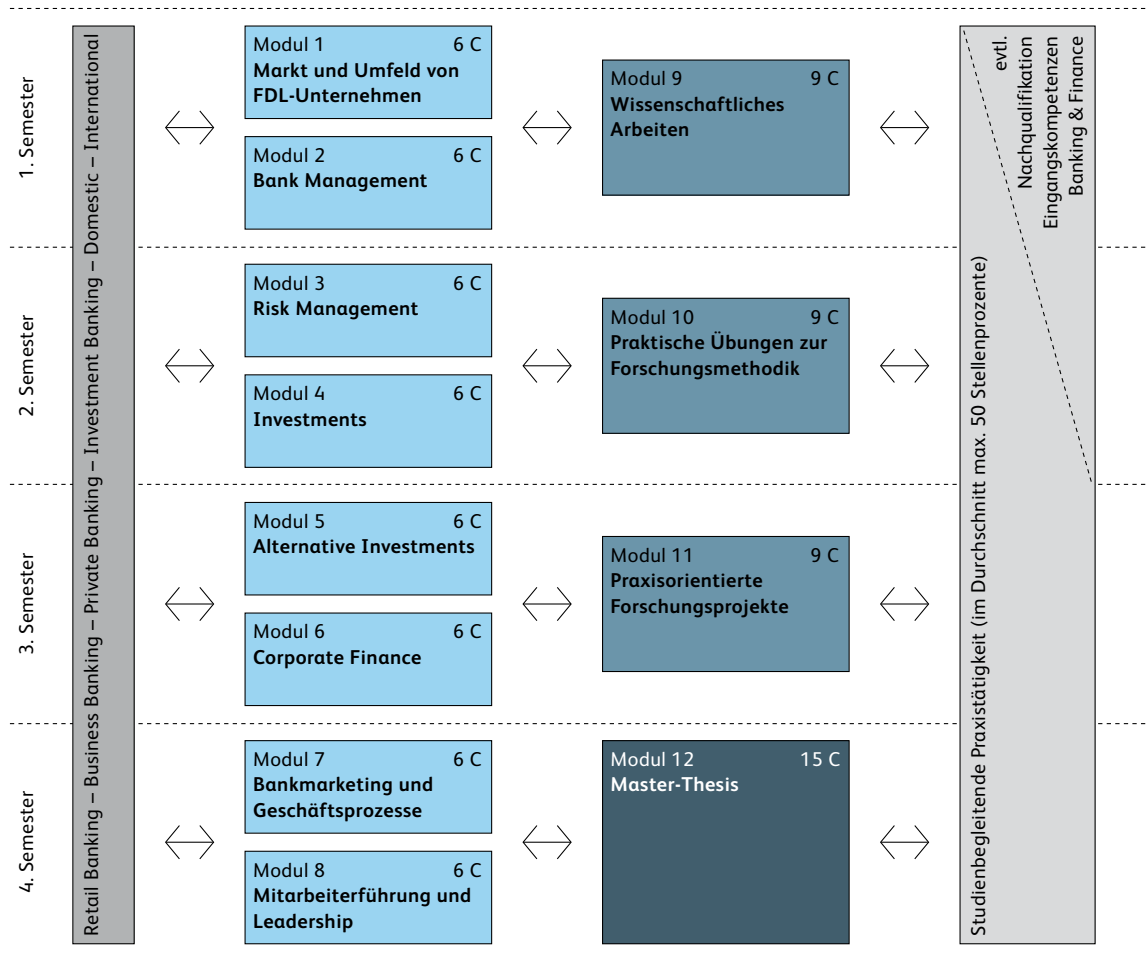 1. Semester
2. Semester
3. Semester
4. Semester
Retail Banking – Business Banking – Private Banking – Investment Banking – Domestic – International
Modul 1 6 C
Markt und Umfeld von
FDL-Unternehmen
Modul 2 6 C
Bank Management
Modul 9 9 C
Wissenschaftliches
Arbeiten
Modul 3 6 C
Risk Management
Modul 4 6 C
Investments
Modul 10 9 C
Praktische Übungen zur
Forschungsmethodik
Modul 5 6 C
Alternative Investments
Modul 6 6 C
Corporate Finance
Modul 11 9 C
Praxisorientierte
Forschungsprojekte
Modul 7 6 C
Bankmarketing und
Geschäftsprozesse
Modul 8 6 C
Mitarbeiterführung und
Leadership
Modul 12 15 C
Master-Thesis
Studienbegleitende Praxistätigkeit (im Durchschnitt max. 50 Stellenprozente)
evtl.
Nachqualifikation
Eingangskompetenzen
Banking & Finance